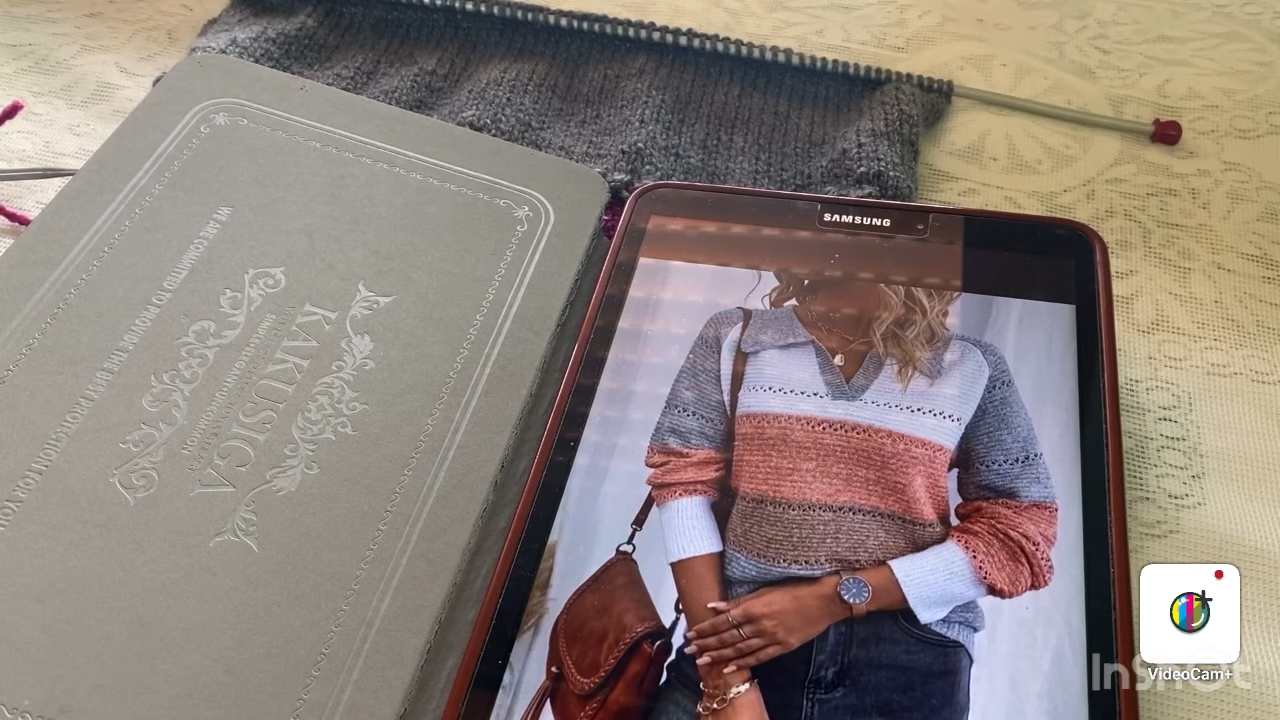 SAMSUNG
WE ARE COMMITTED TO PROVIDE THE BEST PROTECTION FOR YOU
KAKUSIGA
VideoCam+
InShOt